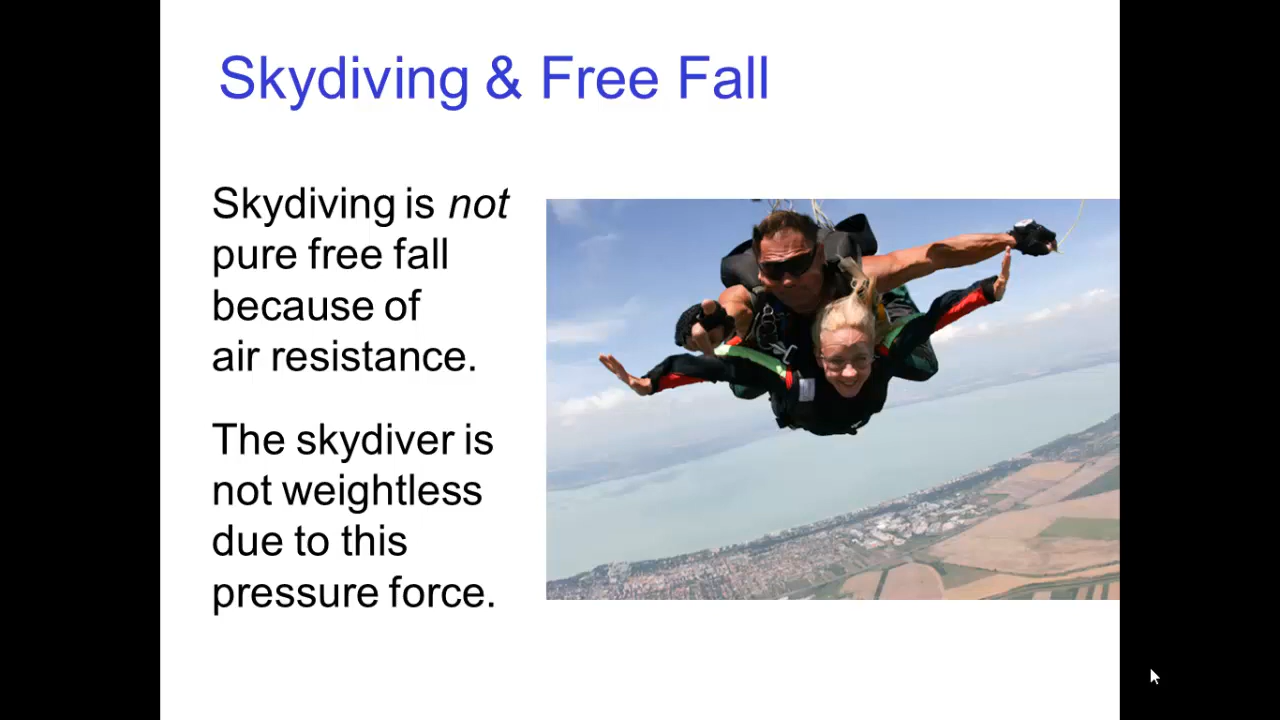 Skydiving & Free Fall
Skydiving is not
pure free fall
because of
air resistance.
The skydiver is
not weightless
due to this
pressure force.